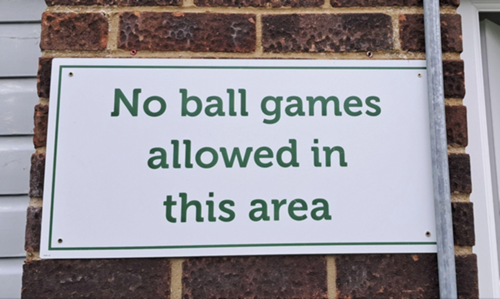 No ball games
allowed in
this area